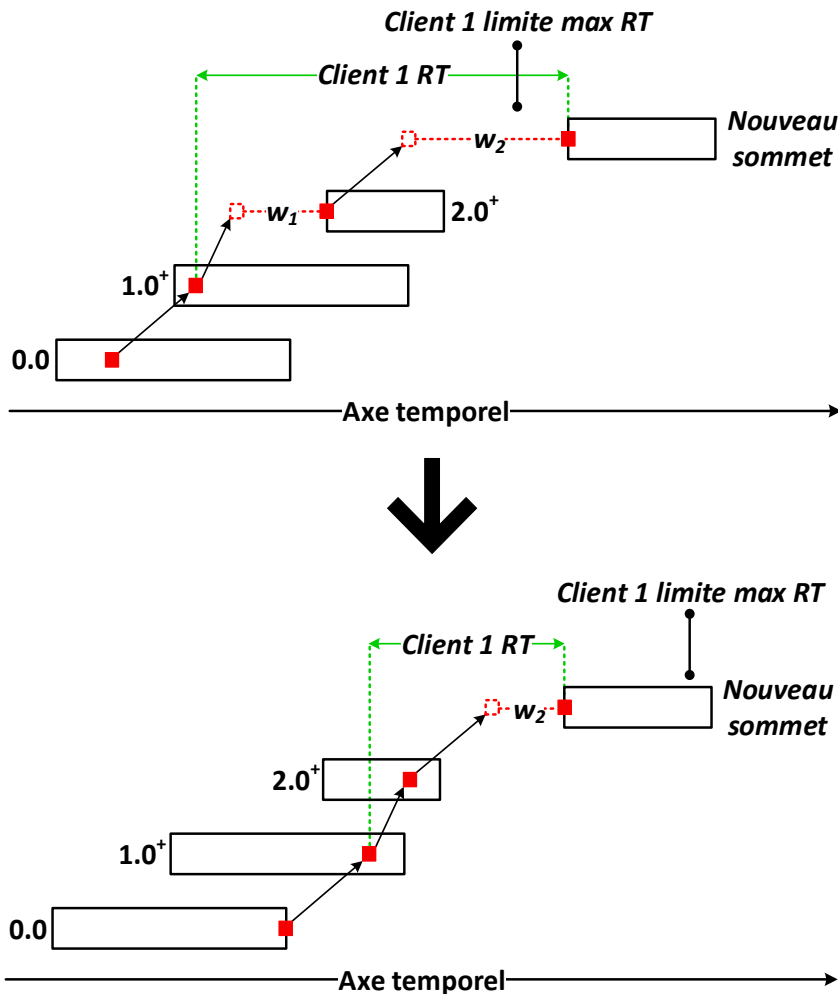 Client 1 limite max RT
Client 1 RT
w₂
Nouveau
sommet
w₁
2.0⁺
1.0⁺
0.0
Axe temporel
Client 1 limite max RT
Client 1 RT
w₂
Nouveau
sommet
2.0⁺
1.0⁺
0.0
Axe temporel